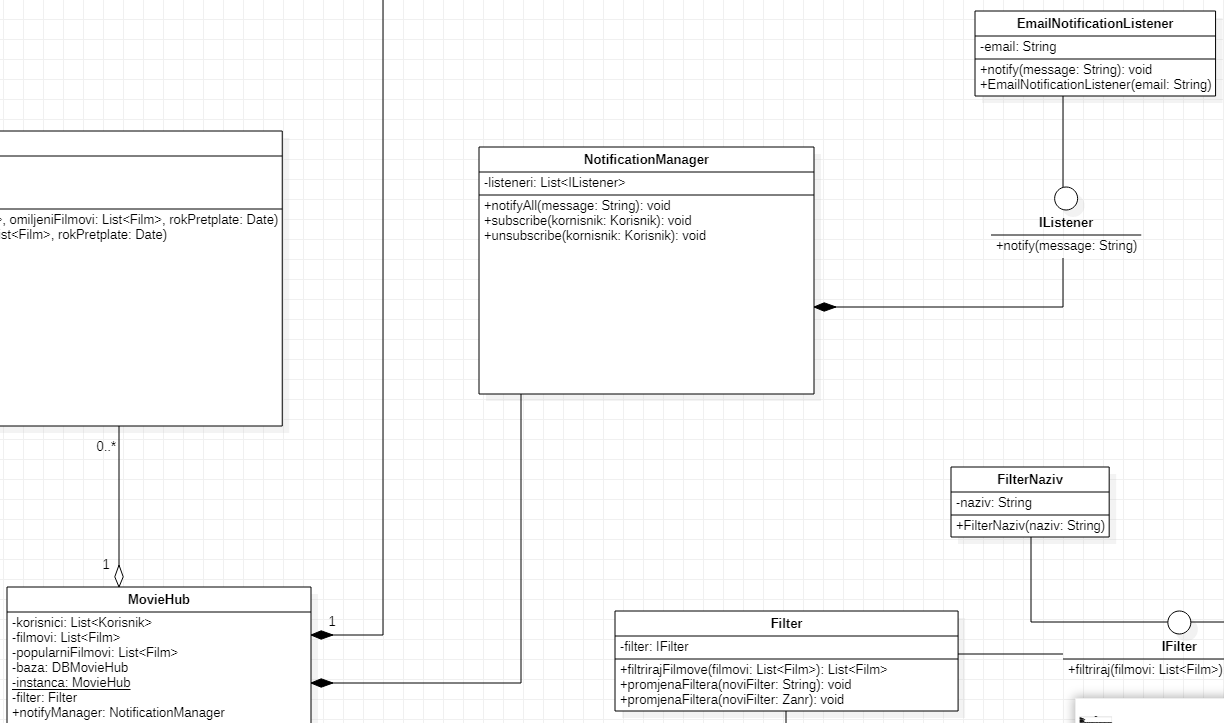 EmailNotificationListener
-email: String
+notify(message: String): void
+EmailNotificationListener(email: String)
>, omiljeniFilmovi: List<Film>, rokPretplate: Date)
st<Film>, rokPretplate: Date)
NotificationManager
-listeneri: List<IListener>
+notifyAll(message: String): void
+subscribe(kornisnik: Korisnik): void
+unsubscribe(kornisnik: Korisnik): void
IListener
+notify(message: String)
0..*
1
MovieHub
-korisnici: List<Korisnik>
-filmovi: List<Film>
-popularniFilmovi: List<Film>
-baza: DBMovieHub
-instanca: MovieHub
-filter: Filter
+notifyManager: NotificationManager
1
FilterNaziv
-naziv: String
+FilterNaziv(naziv: String)
Filter
-filter: IFilter
+filtrirajFilmove(filmovi: List<Film>): List<Film>
+promjenaFiltera(noviFilter: String): void
+promjenaFiltera(noviFilter: Zanr): void
IFilter
+filtriraj(filmovi: List<Film>)